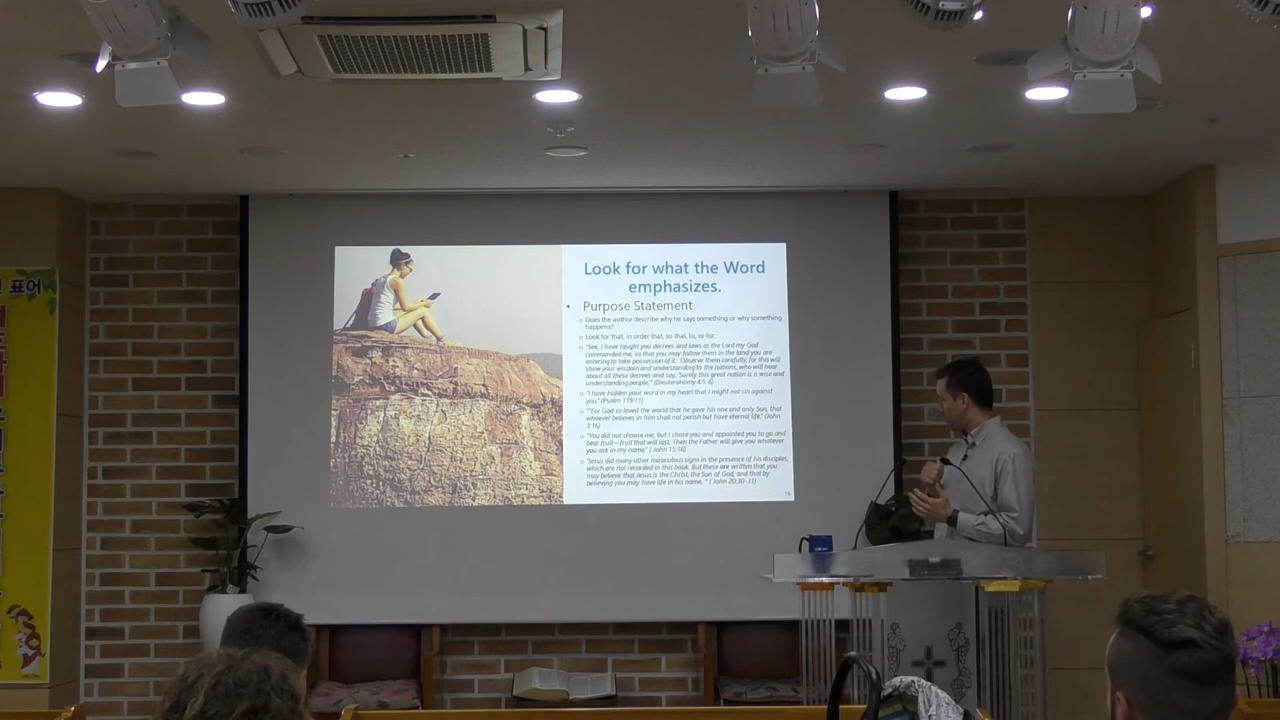 표어
Look for what the Word
emphasizes.
• Purpose Statement
o Does the author describe why he says something or why something
happens?
o Look for that, in order that, so that, to, or for.
o "See, I have taught you decrees and laws as the Lord my God
commanded me, so that you may follow them in the land you are
entering to take possession of it. Observe them carefully, for this will
show your wisdom and understanding to the nations, who will hear
about all these decrees and say, 'Surely this great nation is a wise and
understanding people.'" (Deuteronomy 4:5-6)
o "I have hidden your word in my heart that I might not sin against
you." (Psalm 119:11)
o "'For God so loved the world that he gave his one and only Son, that
whoever believes in him shall not perish but have eternal life." (John
3:16)
o "You did not choose me, but I chose you and appointed you to go and
bear fruit—fruit that will last. Then the Father will give you whatever
you ask in my name." ( John 15:16)
o "Jesus did many other miraculous signs in the presence of his disciples,
which are not recorded in this book. But these are written that you
may believe that Jesus is the Christ, the Son of God, and that by
believing you may have life in his name. " ( John 20:30-31)
16